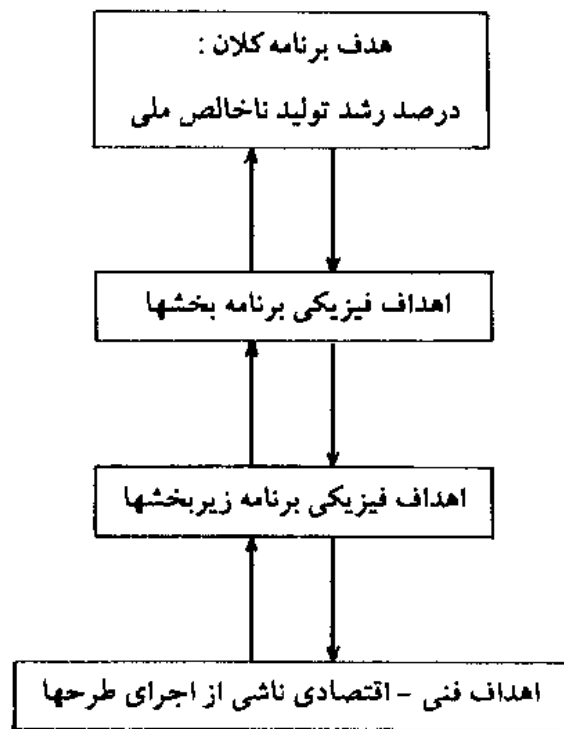 هدف برنامه کلان :
درصد رشد تولید ناخالص ملی
اهداف فیزیکی برنامه بخشها
اهداف فیزیکی برنامه زیربخشها
اهداف فنی - اقتصادی ناشی از اجرای طرحها